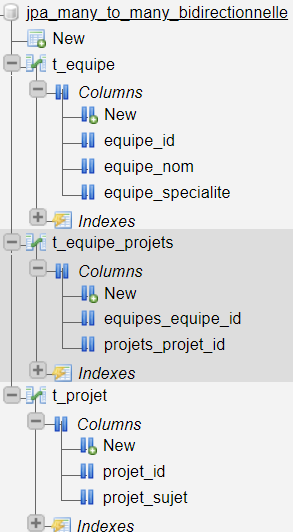 jpa_many_to_many_bidirectionnelle
New
t_equipe
Columns
New
equipe_id
equipe_nom
equipe_specialite
Indexes
t_equipe_projets
Columns
New
equipes_equipe_id
projets_projet_id
Indexes
t_projet
Columns
New
projet_id
projet_sujet
Indexes